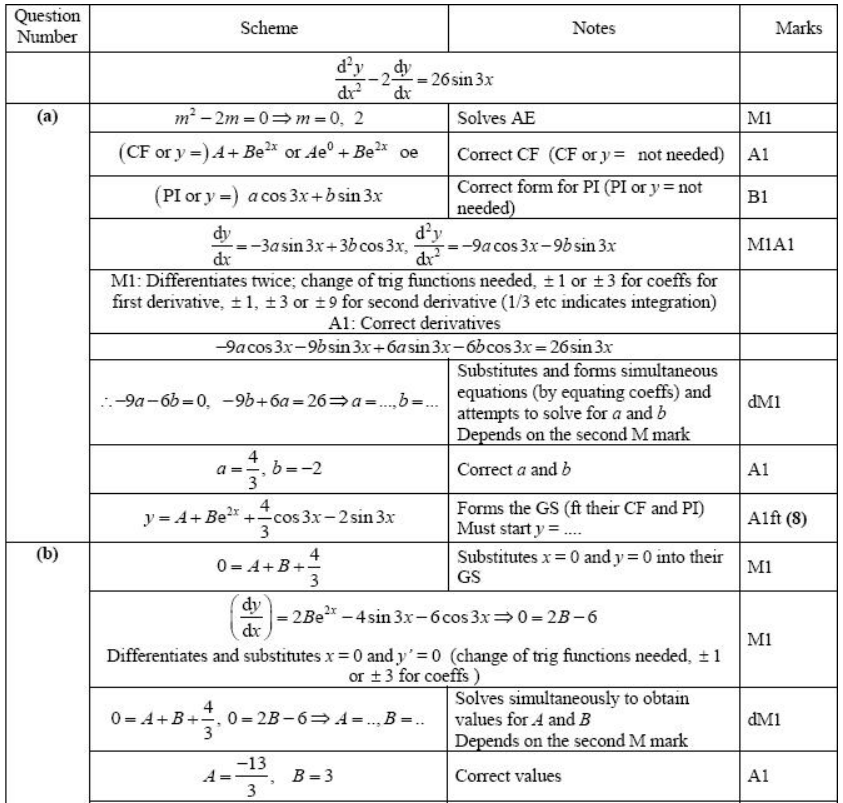 Question Number Scheme Notes Marks
d²y/dx² − 2 dy/dx = 26 sin 3x
(a) m² − 2m = 0 ⇒ m = 0, 2 Solves AE M1
(CF or y =) A + Be^{2x} or Ae^0 + Be^{2x} oe Correct CF (CF or y = not needed) A1
(PI or y =) a cos 3x + b sin 3x Correct form for PI (PI or y = not needed) B1
dy/dx = −3a sin 3x + 3b cos 3x, d²y/dx² = −9a cos 3x − 9b sin 3x M1A1
M1: Differentiates twice; change of trig functions needed, ±1 or ±3 for coeffs for
first derivative, ±1, ±3 or ±9 for second derivative (1/3 etc indicates integration)
A1: Correct derivatives
−9a cos 3x − 9b sin 3x + 6a sin 3x − 6b cos 3x = 26 sin 3x
∴ −9a − 6b = 0, −9b + 6a = 26 ⇒ a = ..., b = ...
Substitutes and forms simultaneous
equations (by equating coeffs) and
attempts to solve for a and b
Depends on the second M mark
dM1
a = 4/3, b = −2 Correct a and b A1
y = A + Be^{2x} + 4/3 cos 3x − 2 sin 3x
Forms the GS (ft their CF and PI)
Must start y = ....
A1ft (8)
(b) 0 = A + B + 4/3
Substitutes x = 0 and y = 0 into their
GS
M1
(dy/dx) = 2Be^{2x} − 4 sin 3x − 6 cos 3x ⇒ 0 = 2B − 6
Differentiates and substitutes x = 0 and y′ = 0 (change of trig functions needed, ±1
or ±3 for coeffs )
M1
0 = A + B + 4/3, 0 = 2B − 6 ⇒ A = .., B = ..
Solves simultaneously to obtain
values for A and B
Depends on the second M mark
dM1
A = −13/3, B = 3 Correct values A1